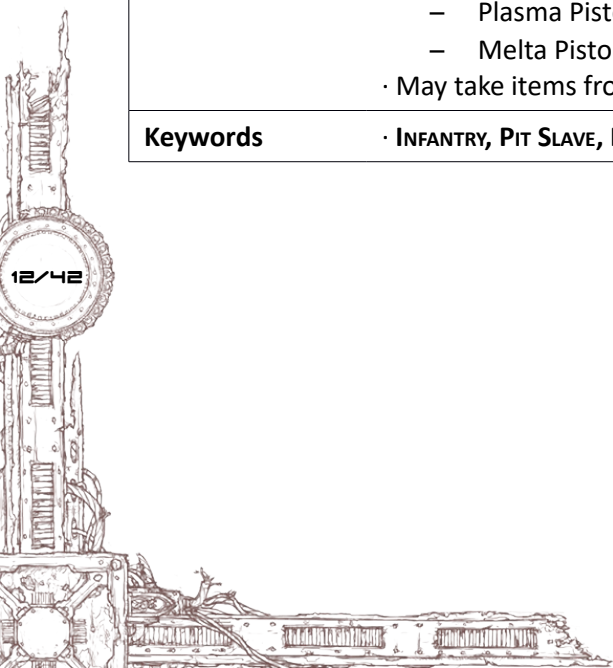 – Plasma Pist
– Melta Pisto
· May take items fro
Keywords · INFANTRY, PIT SLAVE,
12/42